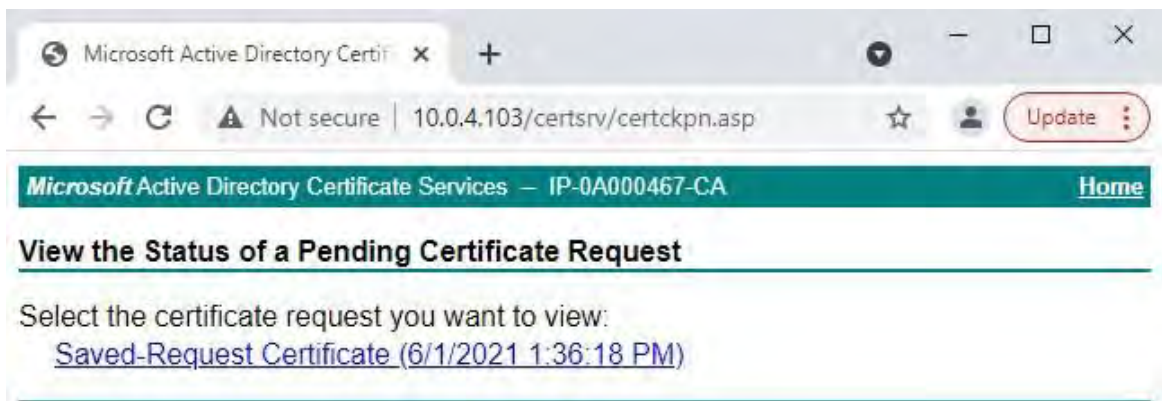 Microsoft Active Directory Certif
Not secure | 10.0.4.103/certsrv/certckpn.asp Update
Microsoft Active Directory Certificate Services – IP-0A000467-CA Home
View the Status of a Pending Certificate Request
Select the certificate request you want to view:
Saved-Request Certificate (6/1/2021 1:36:18 PM)